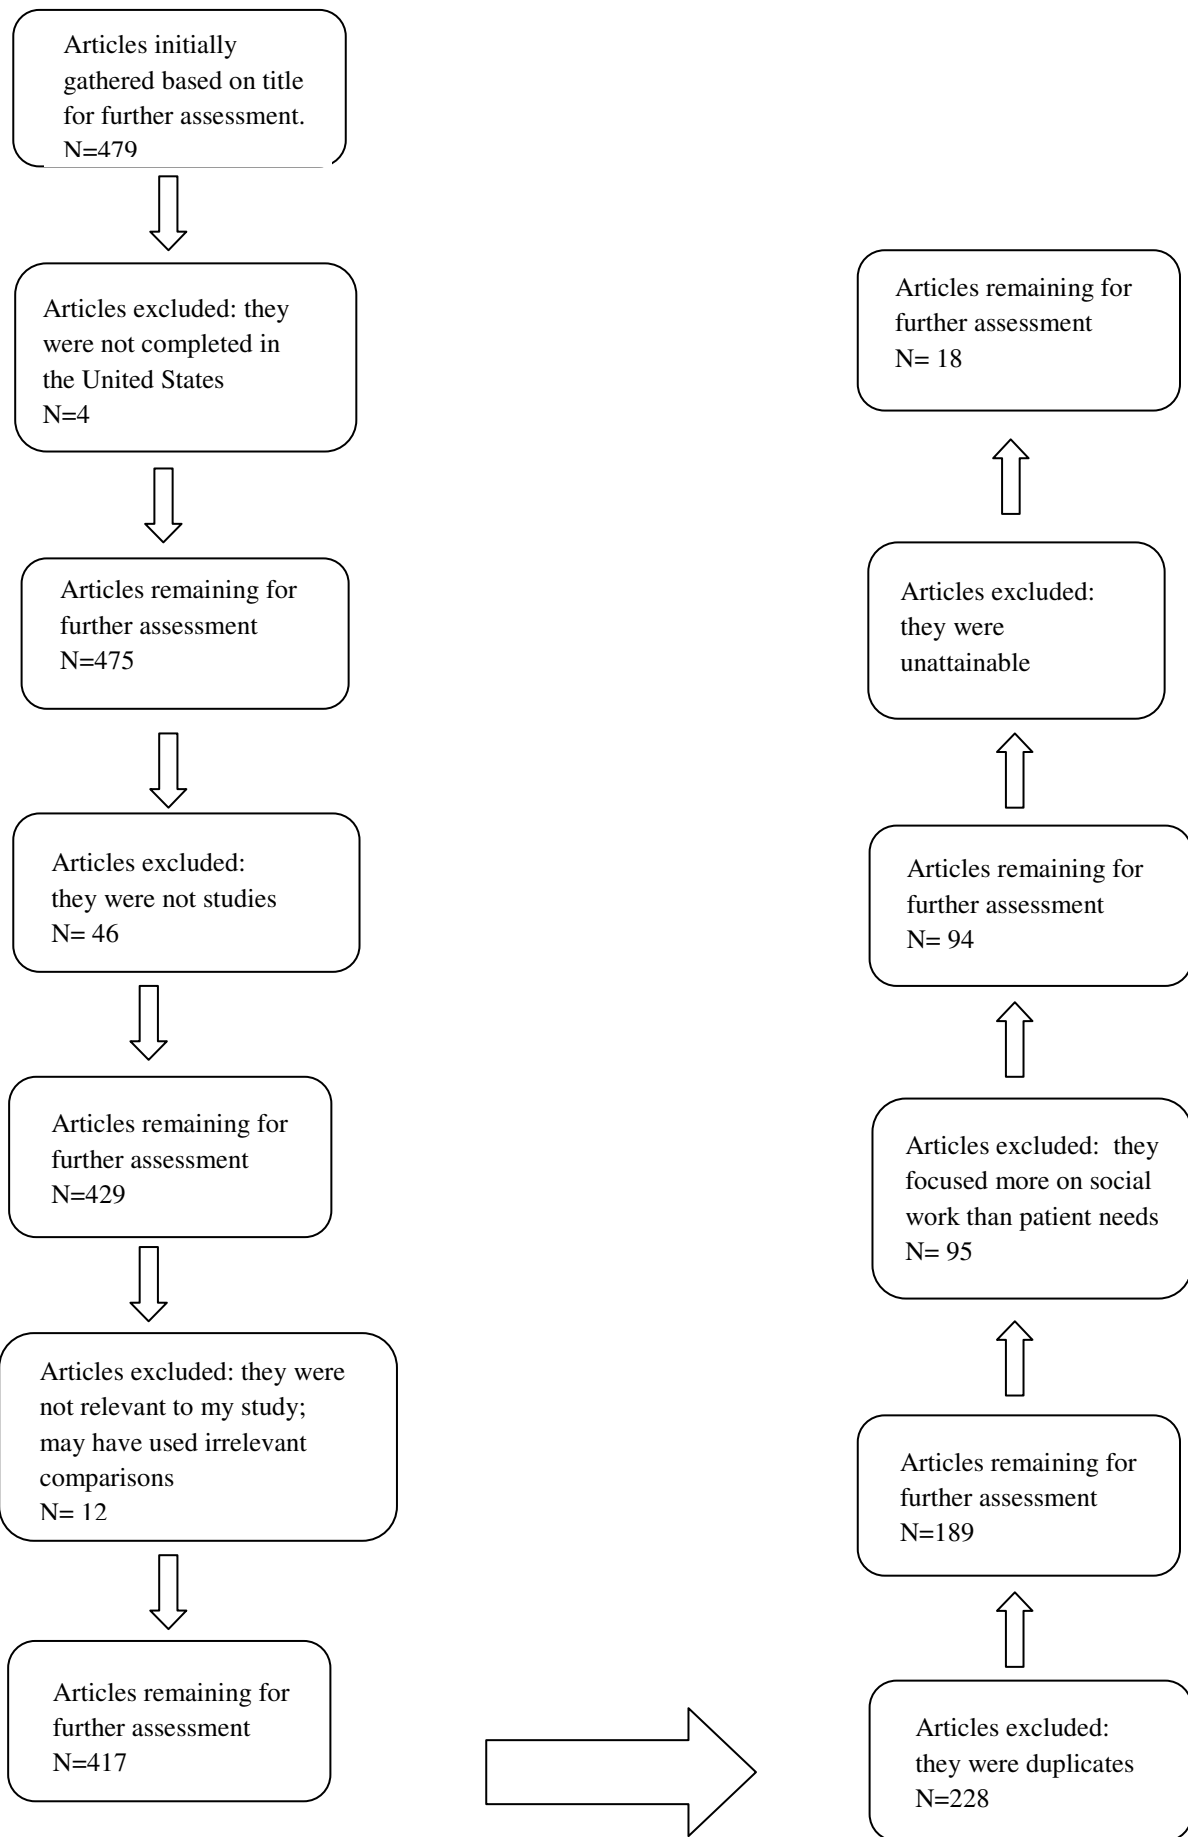 Articles initially
gathered based on title
for further assessment.
N=479
Articles excluded: they
were not completed in
the United States
N=4
Articles remaining for
further assessment
N=475
Articles excluded:
they were not studies
N= 46
Articles remaining for
further assessment
N=429
Articles excluded: they were
not relevant to my study;
may have used irrelevant
comparisons
N= 12
Articles remaining for
further assessment
N=417
Articles excluded:
they were duplicates
N=228
Articles remaining for
further assessment
N=189
Articles excluded:  they
focused more on social
work than patient needs
N= 95
Articles remaining for
further assessment
N= 94
Articles excluded:
they were
unattainable
Articles remaining for
further assessment
N= 18